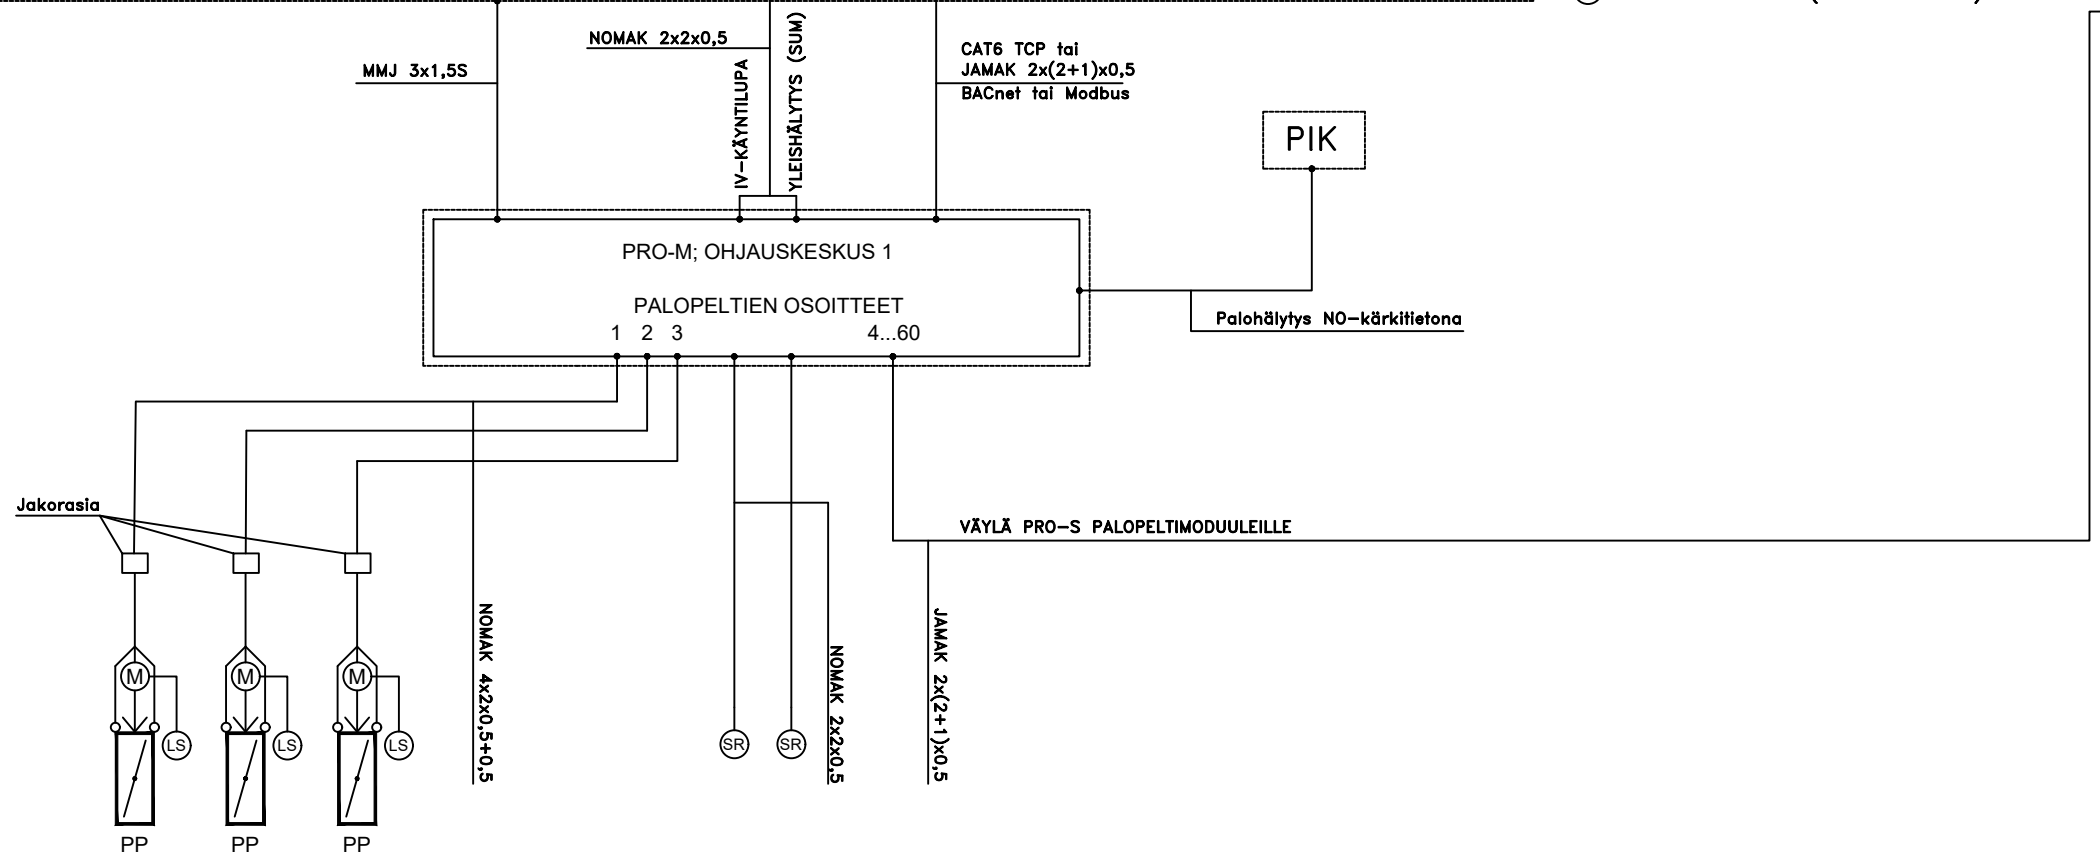 NOMAK 2x2x0,5
MMJ 3x1,5S
IV-KÄYNTILUPA
YLEISHÄLYTYS (SUM)
CAT6 TCP tai
JAMAK 2x(2+1)x0,5
BACnet tai Modbus
PIK
PRO-M; OHJAUSKESKUS 1
PALOPELTIEN OSOITTEET
1 2 3 4...60
Palohälytys NO-kärkitietona
Jakorasia
VÄYLÄ PRO-S PALOPELTIMODUULEILLE
NOMAK 4x2x0,5+0,5
NOMAK 2x2x0,5
JAMAK 2x(2+1)x0,5
M M M
LS LS LS SR SR
PP PP PP